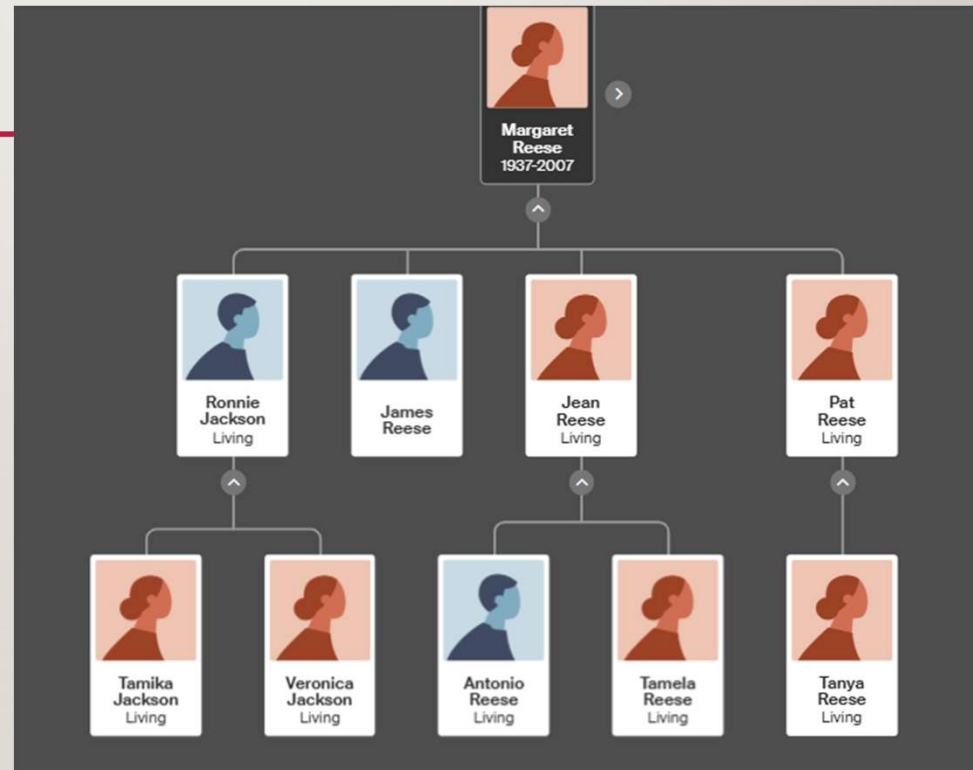 Margaret
Reese
1937-2007
Ronnie
Jackson
Living
James
Reese
Jean
Reese
Living
Pat
Reese
Living
Tamika
Jackson
Living
Veronica
Jackson
Living
Antonio
Reese
Living
Tamela
Reese
Living
Tanya
Reese
Living